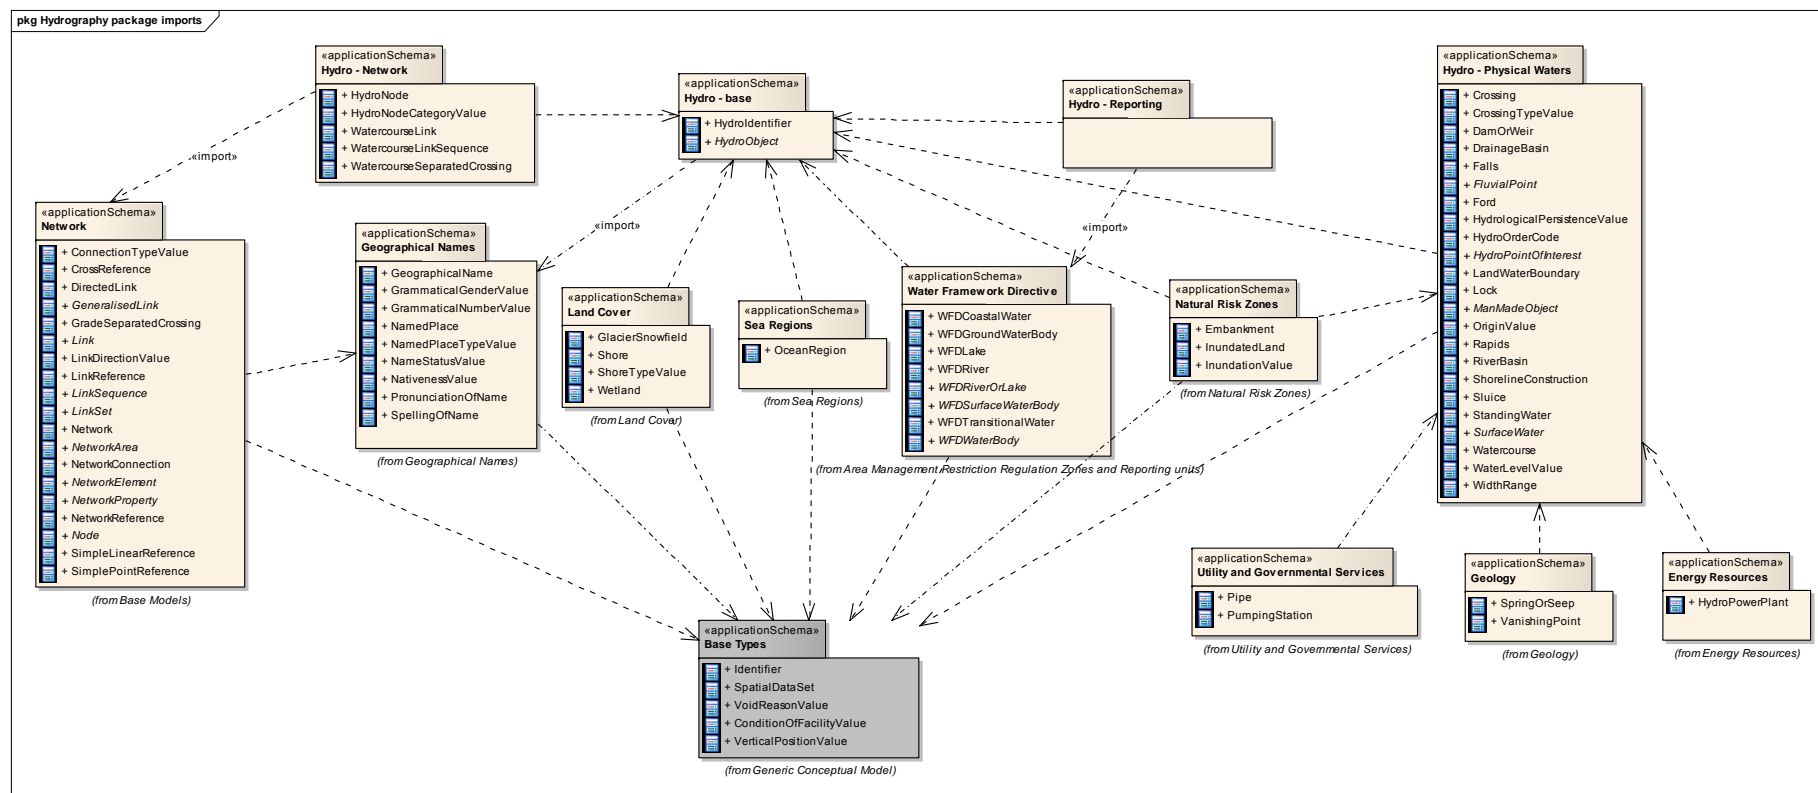 pkg Hydrography package imports
«applicationSchema»
Hydro - Network
+ HydroNode
+ HydroNodeCategoryValue
+ WatercourseLink
+ WatercourseLinkSequence
+ WatercourseSeparatedCrossing
«applicationSchema»
Hydro - base
+ HydroIdentifier
+ HydroObject
«applicationSchema»
Hydro - Reporting
«applicationSchema»
Hydro - Physical Waters
+ Crossing
+ CrossingTypeValue
+ DamOrWeir
+ DrainageBasin
+ Falls
+ FluvialPoint
+ Ford
+ HydrologicalPersistenceValue
+ HydroOrderCode
+ HydroPointOfInterest
+ LandWaterBoundary
+ Lock
+ ManMadeObject
+ OriginValue
+ Rapids
+ RiverBasin
+ ShorelineConstruction
+ Sluice
+ StandingWater
+ SurfaceWater
+ Watercourse
+ WaterLevelValue
+ WidthRange
«import»
«import»
«import»
«applicationSchema»
Network
+ ConnectionTypeValue
+ CrossReference
+ DirectedLink
+ GeneralisedLink
+ GradeSeparatedCrossing
+ Link
+ LinkDirectionValue
+ LinkReference
+ LinkSequence
+ LinkSet
+ Network
+ NetworkArea
+ NetworkConnection
+ NetworkElement
+ NetworkProperty
+ NetworkReference
+ Node
+ SimpleLinearReference
+ SimplePointReference
(from Base Models)
«applicationSchema»
Geographical Names
+ GeographicalName
+ GrammaticalGenderValue
+ GrammaticalNumberValue
+ NamedPlace
+ NamedPlaceTypeValue
+ NameStatusValue
+ NativenessValue
+ PronunciationOfName
+ SpellingOfName
(from Geographical Names)
«applicationSchema»
Land Cover
+ GlacierSnowfield
+ Shore
+ ShoreTypeValue
+ Wetland
(from Land Cover)
«applicationSchema»
Sea Regions
+ OceanRegion
(from Sea Regions)
«applicationSchema»
Water Framework Directive
+ WFDCoastalWater
+ WFDGroundWaterBody
+ WFDLake
+ WFDRiver
+ WFDRiverOrLake
+ WFDSurfaceWaterBody
+ WFDTransitionalWater
+ WFDWaterBody
(from Area Management/Restriction Regulation Zones and Reporting units)
«applicationSchema»
Natural Risk Zones
+ Embankment
+ InundatedLand
+ InundationValue
(from Natural Risk Zones)
«applicationSchema»
Utility and Governmental Services
+ Pipe
+ PumpingStation
(from Utility and Governmental Services)
«applicationSchema»
Geology
+ SpringOrSeep
+ VanishingPoint
(from Geology)
«applicationSchema»
Energy Resources
+ HydroPowerPlant
(from Energy Resources)
«applicationSchema»
Base Types
+ Identifier
+ SpatialDataSet
+ VoidReasonValue
+ ConditionOfFacilityValue
+ VerticalPositionValue
(from Generic Conceptual Model)